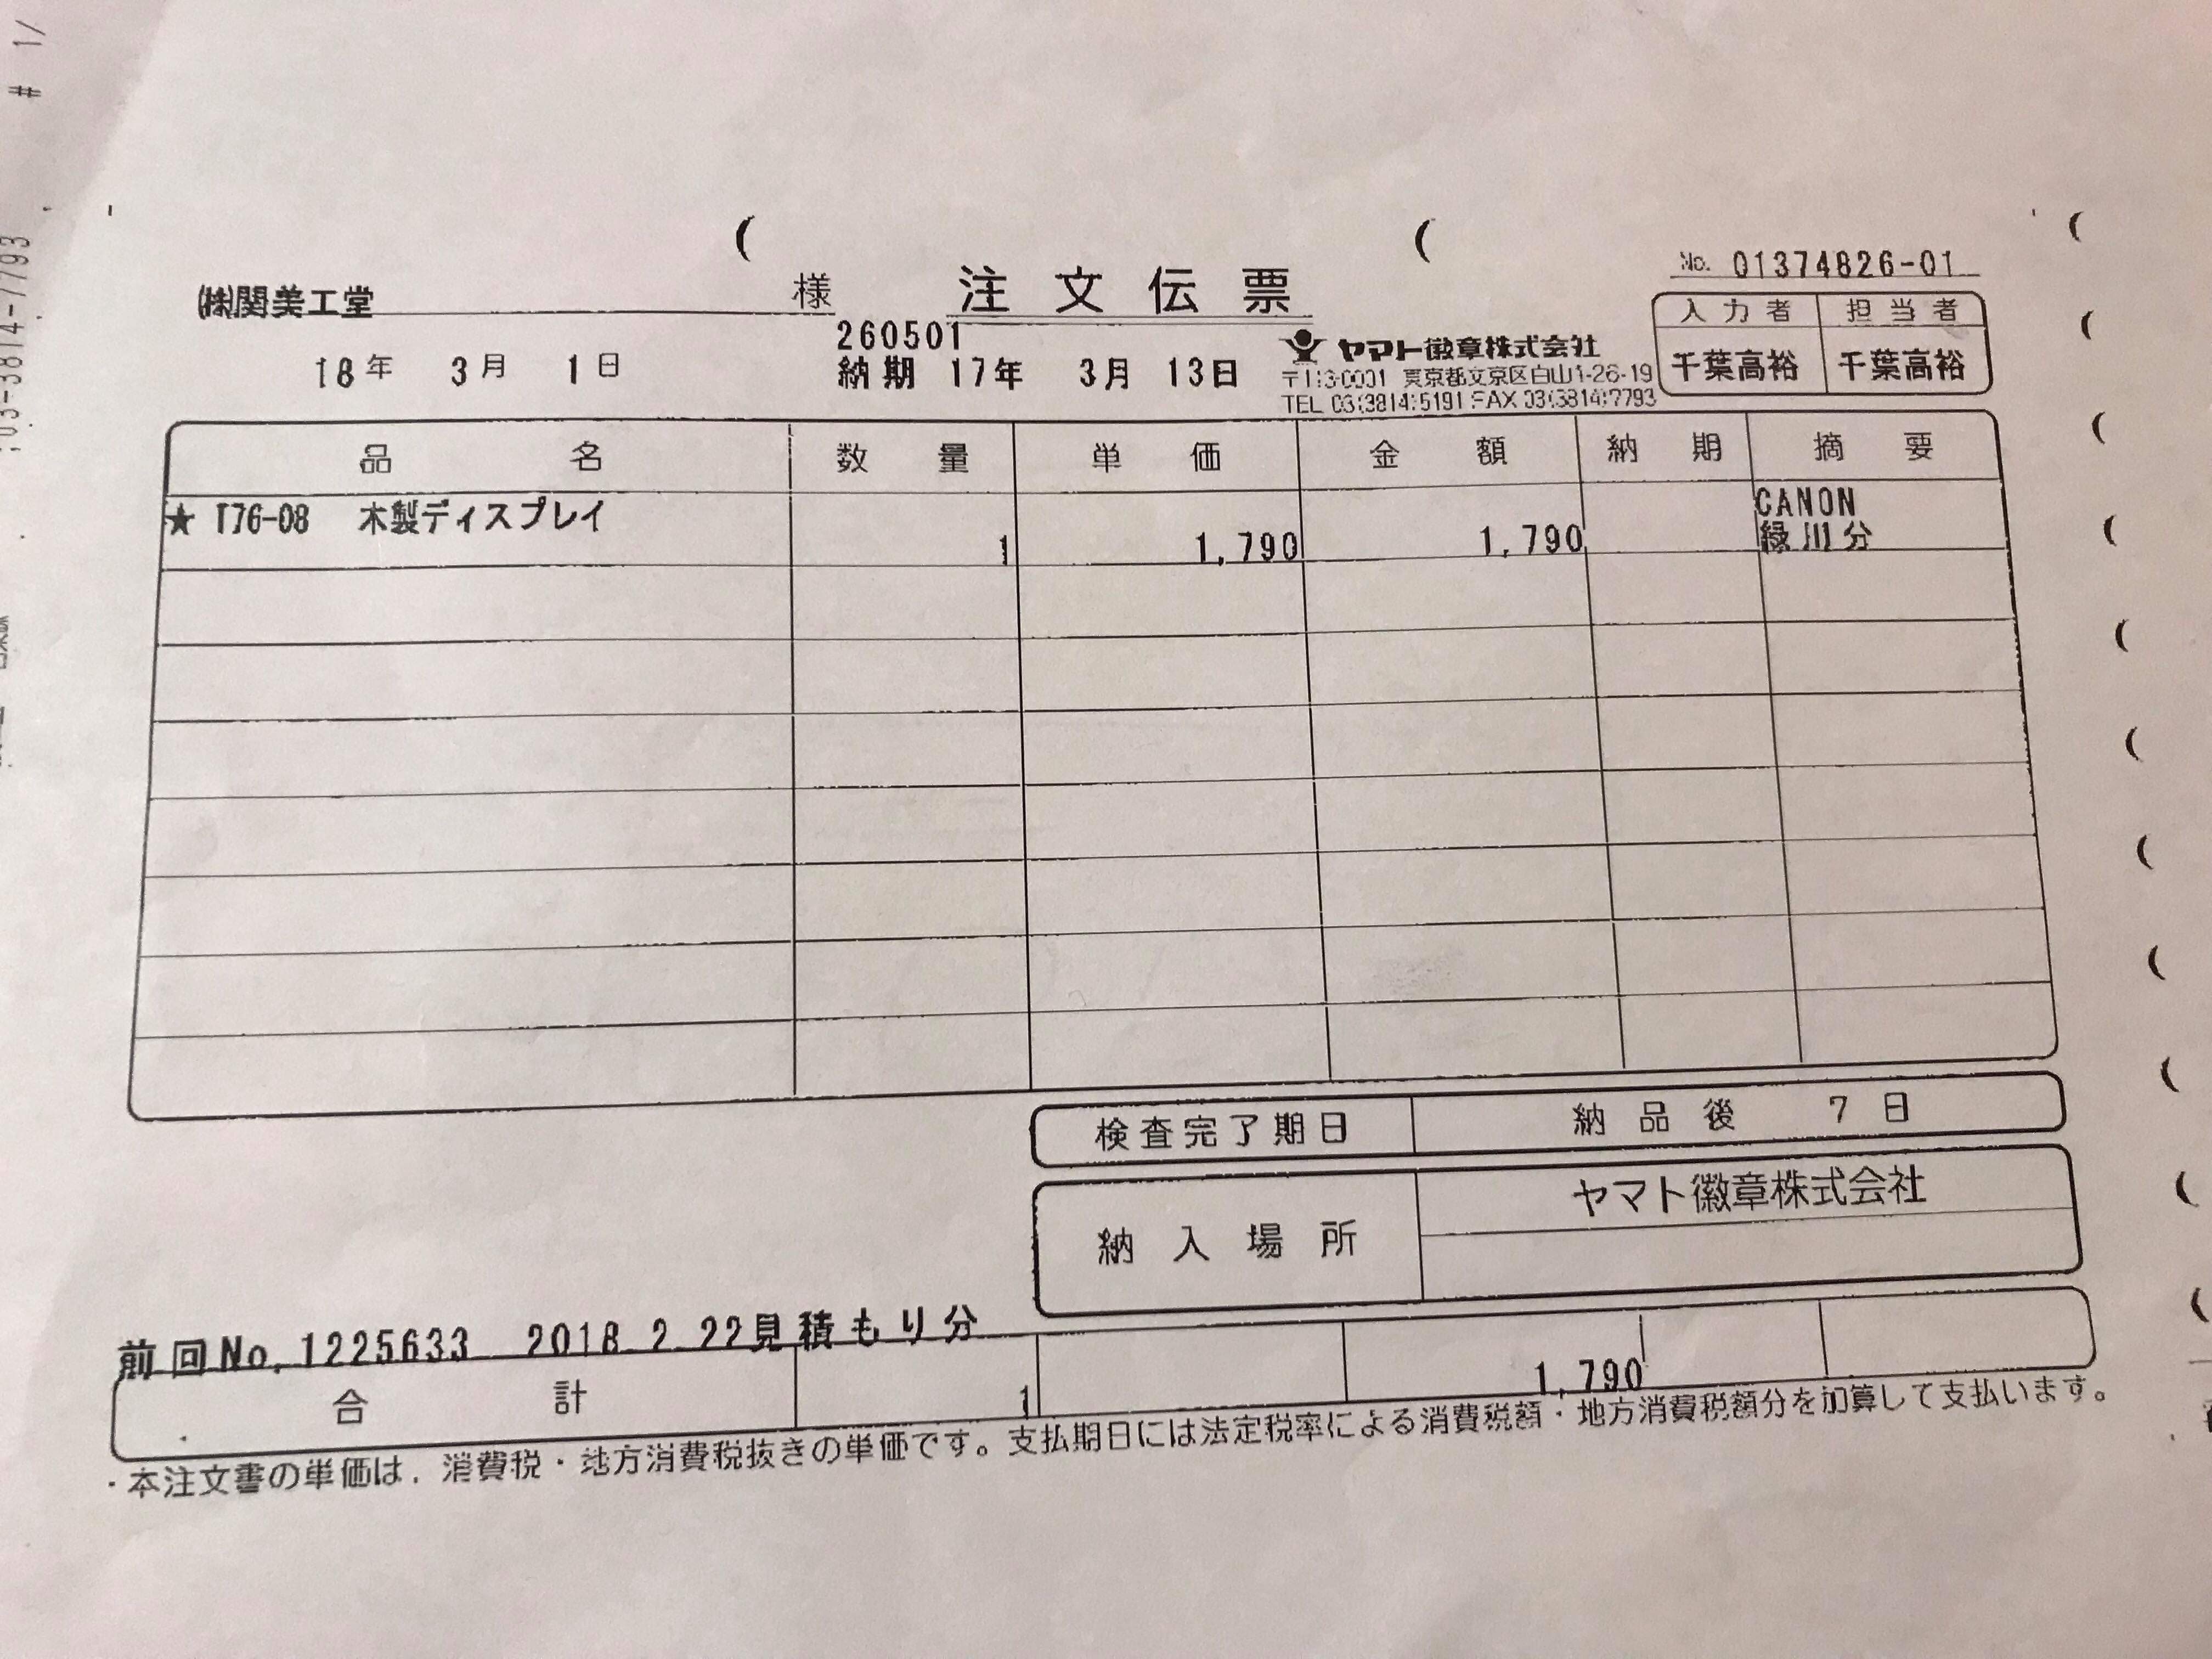 No. 01374826-01
㈱関美工堂 様 注文伝票
入力者 担当者
260501
18年 3月 1日 納期 17年 3月 13日
ヤマト徽章株式会社
千葉高裕 千葉高裕
〒113-0001 東京都文京区白山1-26-19
TEL 03(3814)5191 FAX 03(3814)7793
品名 数量 単価 金額 納期 摘要
★ T76-08 木製ディスプレイ 1 1,790 1,790 CANON
緑川分
検査完了期日 納品後 7日
納入場所 ヤマト徽章株式会社
前回No.1225633 2018.2.22見積もり分
合計 1 1,790
・本注文書の単価は、消費税・地方消費税抜きの単価です。支払期日には法定税率による消費税額・地方消費税額分を加算して支払います。
# 1/
03-3814-7793